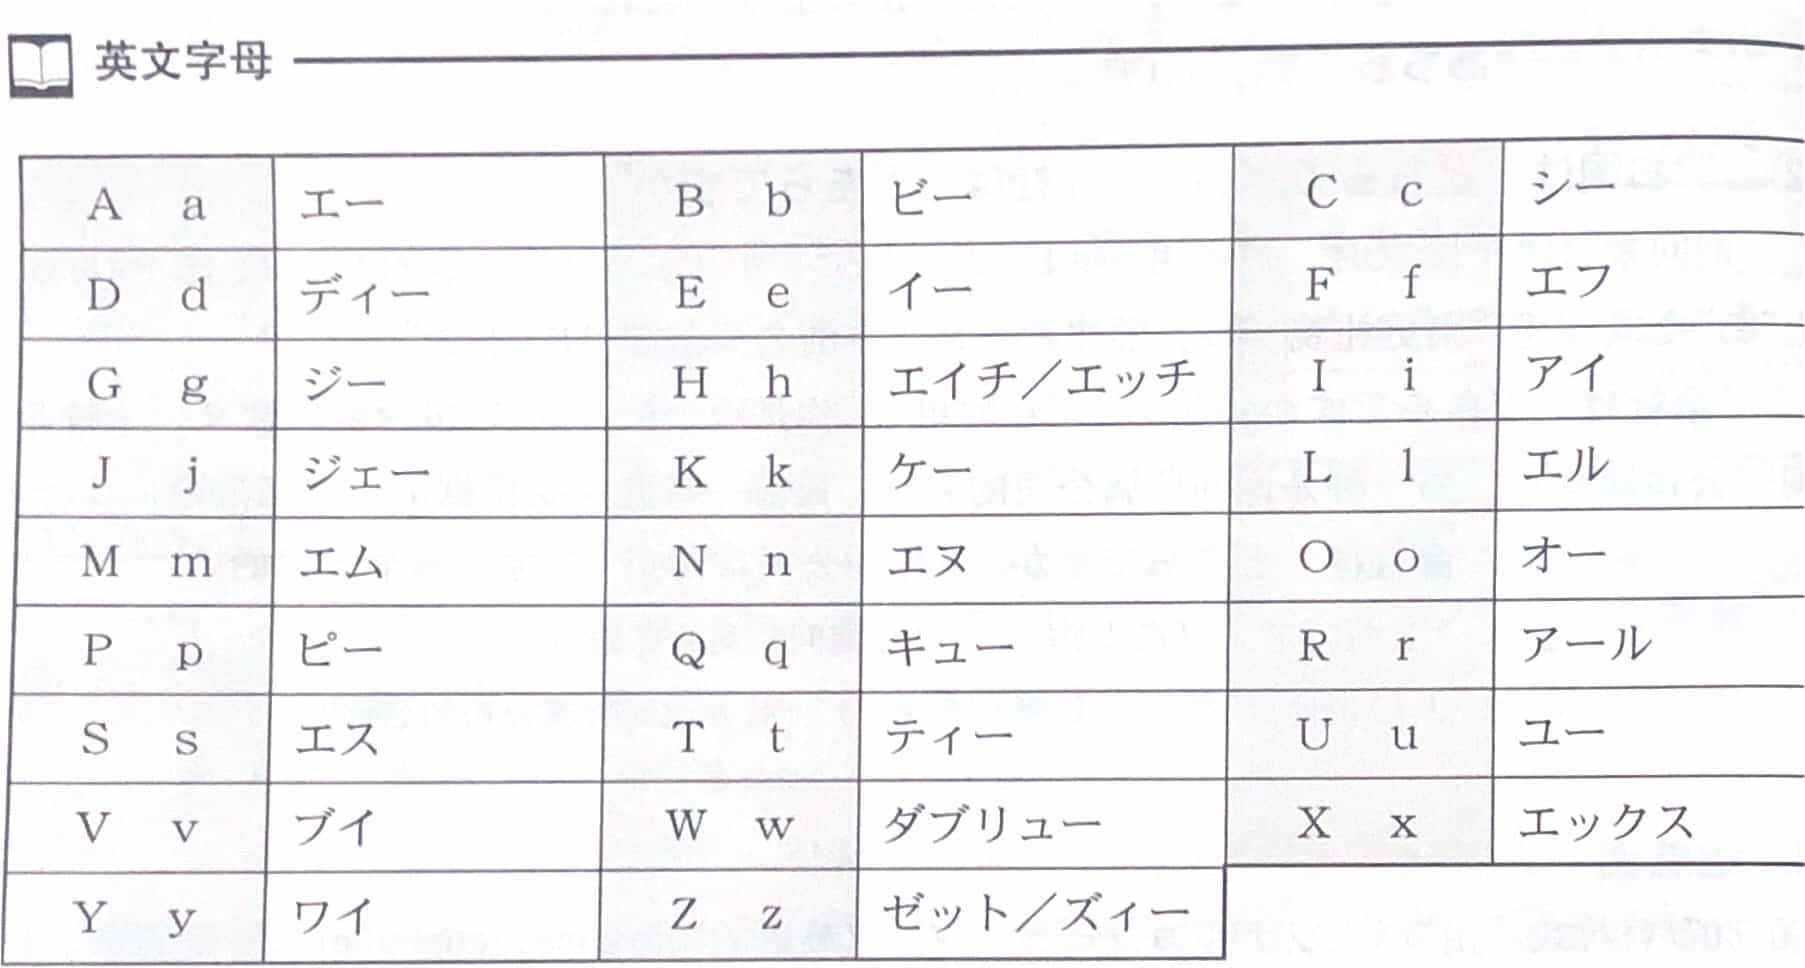 英文字母
A a エー B b ビー C c シー
D d ディー E e イー F f エフ
G g ジー H h エイチ／エッチ I i アイ
J j ジェー K k ケー L l エル
M m エム N n エヌ O o オー
P p ピー Q q キュー R r アール
S s エス T t ティー U u ユー
V v ブイ W w ダブリュー X x エックス
Y y ワイ Z z ゼット／ズィー